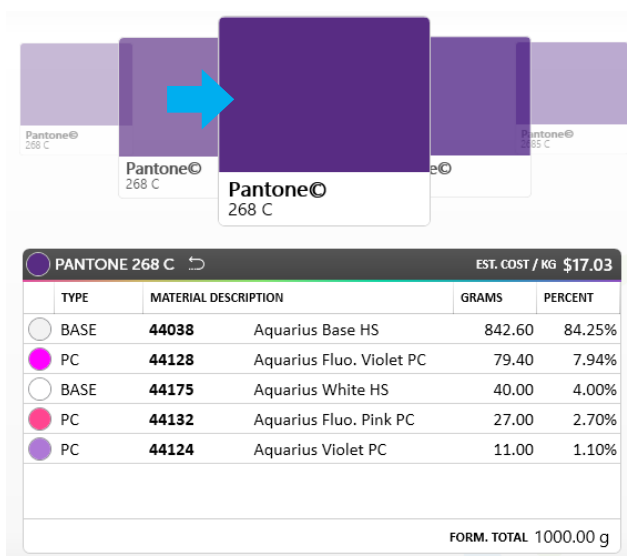 Pantone©
268 C
Pantone©
268 C
Pantone©
268 C
e©
Pantone©
2685 C
PANTONE 268 C EST. COST / KG $17.03
TYPE MATERIAL DESCRIPTION GRAMS PERCENT
BASE 44038 Aquarius Base HS 842.60 84.25%
PC 44128 Aquarius Fluo. Violet PC 79.40 7.94%
BASE 44175 Aquarius White HS 40.00 4.00%
PC 44132 Aquarius Fluo. Pink PC 27.00 2.70%
PC 44124 Aquarius Violet PC 11.00 1.10%
FORM. TOTAL 1000.00 g